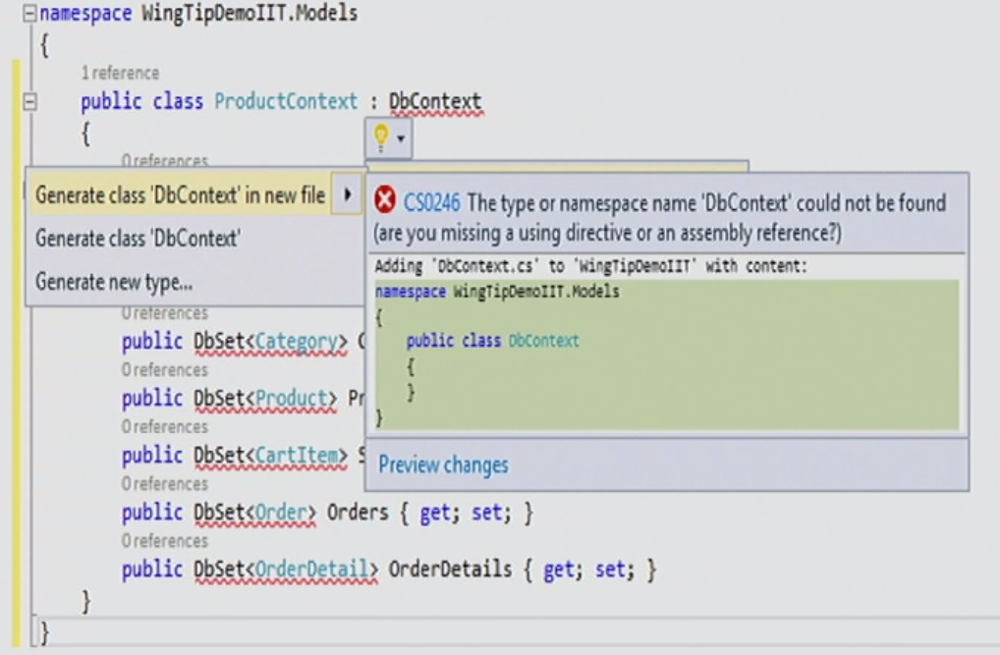 namespace WingTipDemoIIT.Models
{
1 reference
public class ProductContext : DbContext
{
0 references
Generate class 'DbContext' in new file
Generate class 'DbContext'
Generate new type...
CS0246 The type or namespace name 'DbContext' could not be found
(are you missing a using directive or an assembly reference?)
Adding 'DbContext.cs' to 'WingTipDemoIIT' with content:
namespace WingTipDemoIIT.Models
{
public class DbContext
{
}
}
Preview changes
0 references
public DbSet<Category>
0 references
public DbSet<Product> Pr
0 references
public DbSet<CartItem> S
0 references
public DbSet<Order> Orders { get; set; }
0 references
public DbSet<OrderDetail> OrderDetails { get; set; }
}
}